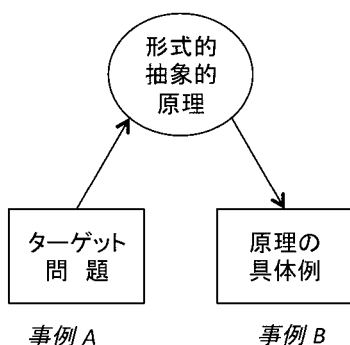 形式的
抽象的
原理
ターゲット
問 題
原理の
具体例
事例 A
事例 B